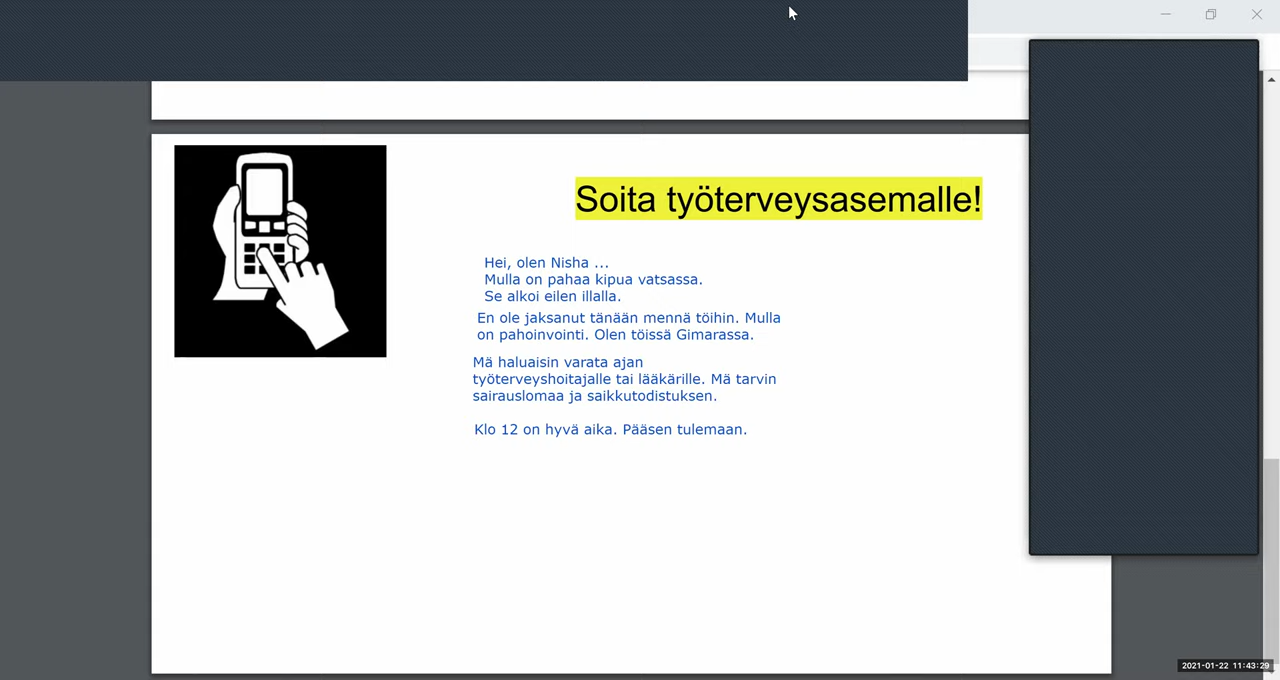 Soita työterveysasemalle!
Hei, olen Nisha ...
Mulla on pahaa kipua vatsassa.
Se alkoi eilen illalla.
En ole jaksanut tänään mennä töihin. Mulla
on pahoinvointi. Olen töissä Gimarassa.
Mä haluaisin varata ajan
työterveyshoitajalle tai lääkärille. Mä tarvin
sairauslomaa ja saikkutodistuksen.
Klo 12 on hyvä aika. Pääsen tulemaan.
2021-01-22 11:43:29